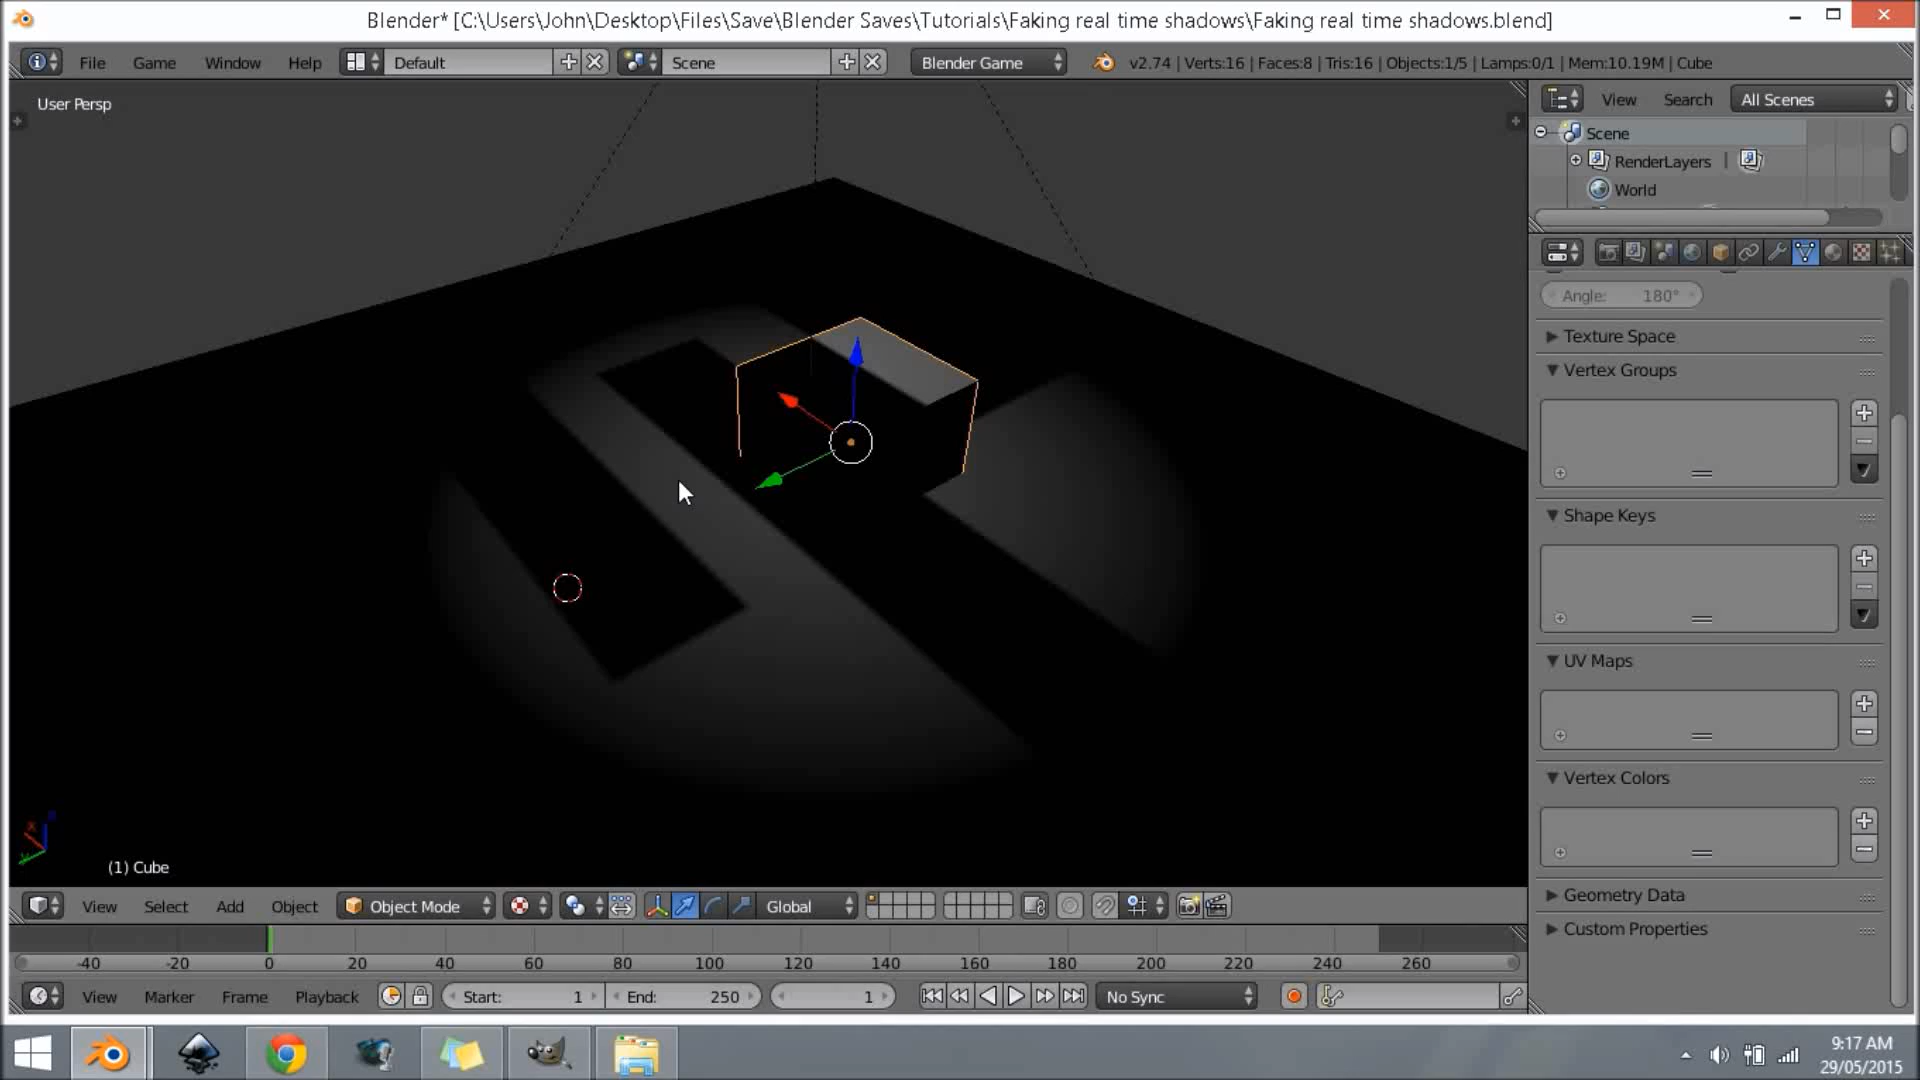 Blender* [C:\Users\John\Desktop\Files\Save\Blender Saves\Tutorials\Faking real time shadows\Faking real time shadows.blend]
File Game Window Help Default Scene Blender Game v2.74 | Verts:16 | Faces:8 | Tris:16 | Objects:1/5 | Lamps:0/1 | Mem:10.19M | Cube
User Persp
View Search All Scenes
Scene
RenderLayers |
World
Angle: 180°
Texture Space
Vertex Groups
Shape Keys
UV Maps
Vertex Colors
Geometry Data
Custom Properties
(1) Cube
View Select Add Object Object Mode Global
-40 -20 0 20 40 60 80 100 120 140 160 180 200 220 240 260
View Marker Frame Playback Start: 1 End: 250 1 No Sync
9:17 AM
29/05/2015